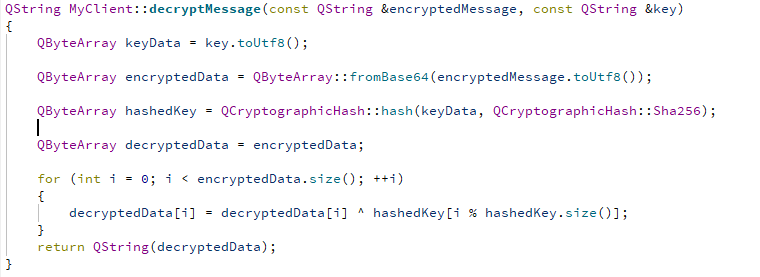 QString MyClient::decryptMessage(const QString &encryptedMessage, const QString &key)
{
    QByteArray keyData = key.toUtf8();
    QByteArray encryptedData = QByteArray::fromBase64(encryptedMessage.toUtf8());
    QByteArray hashedKey = QCryptographicHash::hash(keyData, QCryptographicHash::Sha256);
    QByteArray decryptedData = encryptedData;
    for (int i = 0; i < encryptedData.size(); ++i)
    {
        decryptedData[i] = decryptedData[i] ^ hashedKey[i % hashedKey.size()];
    }
    return QString(decryptedData);
}